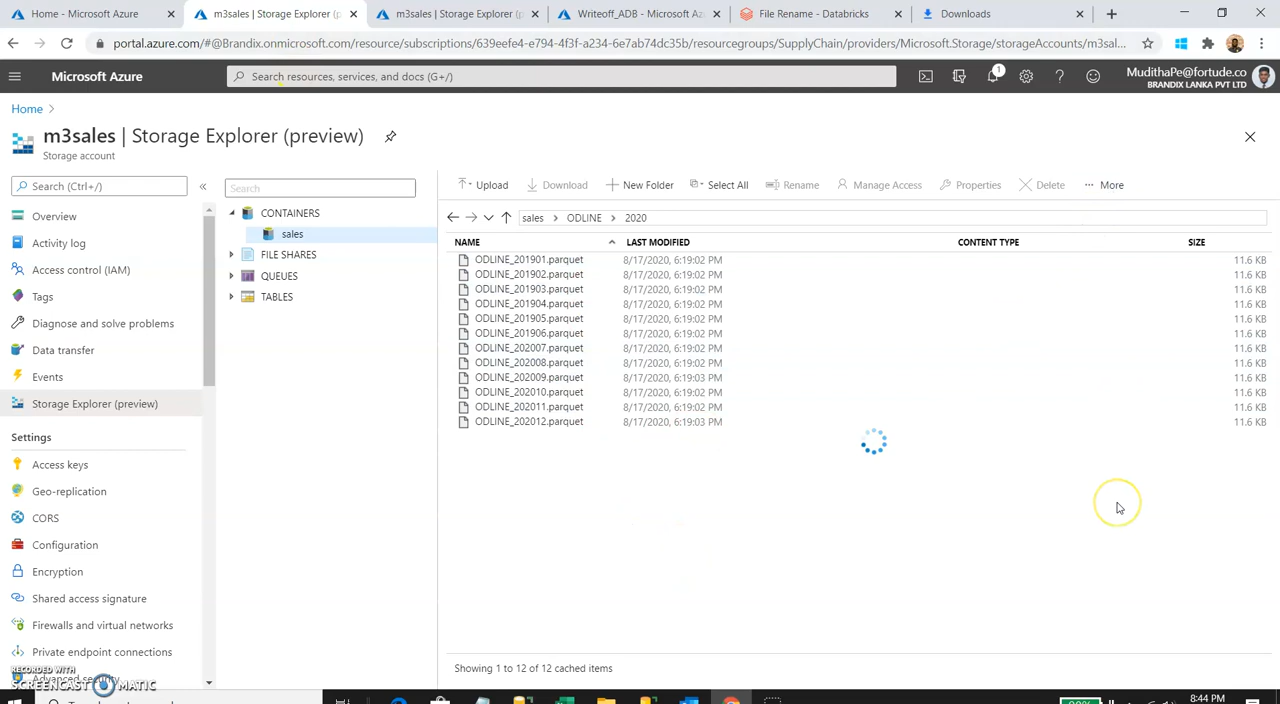 Home - Microsoft Azure
m3sales | Storage Explorer (p
m3sales | Storage Explorer (p
Writeoff_ADB - Microsoft Az
File Rename - Databricks
Downloads
portal.azure.com/#@Brandix.onmicrosoft.com/resource/subscriptions/639eefe4-e794-4f3f-a234-6e7ab74dc35b/resourcegroups/SupplyChain/providers/Microsoft.Storage/storageAccounts/m3sal...
Microsoft Azure
Search resources, services, and docs (G+/)
1
MudithaPe@fortude.co
BRANDIX LANKA PVT LTD
Home
m3sales | Storage Explorer (preview)
Storage account
Search (Ctrl+/)
Overview
Activity log
Access control (IAM)
Tags
Diagnose and solve problems
Data transfer
Events
Storage Explorer (preview)
Settings
Access keys
Geo-replication
CORS
Configuration
Encryption
Shared access signature
Firewalls and virtual networks
Private endpoint connections
RECORDED WITH
SCREENCAST MATIC
Search
CONTAINERS
sales
FILE SHARES
QUEUES
TABLES
Upload Download New Folder Select All Rename Manage Access Properties Delete More
sales ODLINE 2020
NAME LAST MODIFIED CONTENT TYPE SIZE
ODLINE_201901.parquet 8/17/2020, 6:19:02 PM 11.6 KB
ODLINE_201902.parquet 8/17/2020, 6:19:02 PM 11.6 KB
ODLINE_201903.parquet 8/17/2020, 6:19:02 PM 11.6 KB
ODLINE_201904.parquet 8/17/2020, 6:19:02 PM 11.6 KB
ODLINE_201905.parquet 8/17/2020, 6:19:02 PM 11.6 KB
ODLINE_201906.parquet 8/17/2020, 6:19:02 PM 11.6 KB
ODLINE_202007.parquet 8/17/2020, 6:19:02 PM 11.6 KB
ODLINE_202008.parquet 8/17/2020, 6:19:02 PM 11.6 KB
ODLINE_202009.parquet 8/17/2020, 6:19:03 PM 11.6 KB
ODLINE_202010.parquet 8/17/2020, 6:19:02 PM 11.6 KB
ODLINE_202011.parquet 8/17/2020, 6:19:02 PM 11.6 KB
ODLINE_202012.parquet 8/17/2020, 6:19:03 PM 11.6 KB
Showing 1 to 12 of 12 cached items
8:44 PM